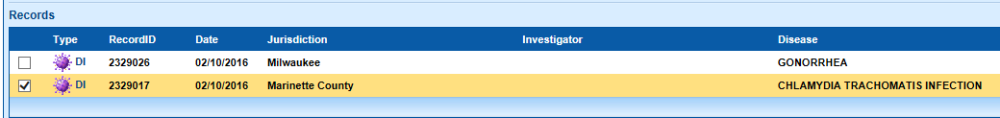 Records
Type RecordID Date Jurisdiction Investigator Disease
DI 2329026 02/10/2016 Milwaukee GONORRHEA
DI 2329017 02/10/2016 Marinette County CHLAMYDIA TRACHOMATIS INFECTION